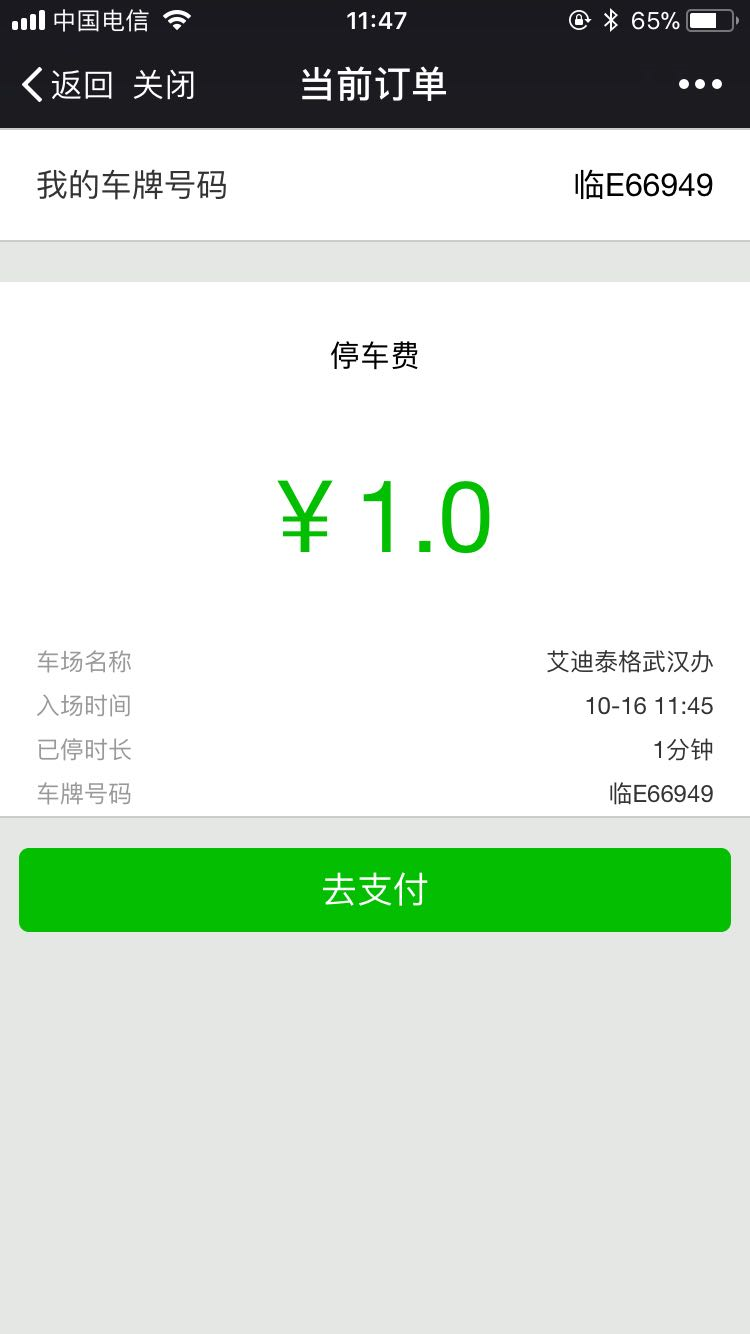 中国电信 11:47 65%
返回 关闭 当前订单
我的车牌号码 临E66949
停车费
￥1.0
车场名称 艾迪泰格武汉办
入场时间 10-16 11:45
已停时长 1分钟
车牌号码 临E66949
去支付